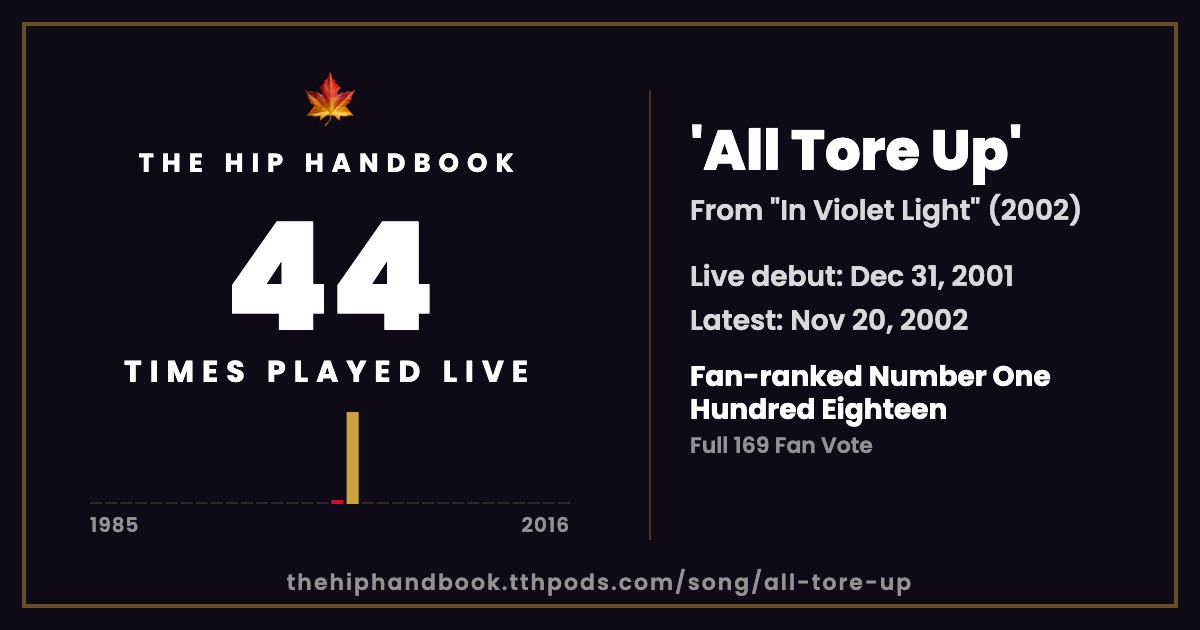 THE HIP HANDBOOK
44
TIMES PLAYED LIVE
1985
2016
'All Tore Up'
From "In Violet Light" (2002)
Live debut: Dec 31, 2001
Latest: Nov 20, 2002
Fan-ranked Number One
Hundred Eighteen
Full 169 Fan Vote
thehiphandbook.tthpods.com/song/all-tore-up